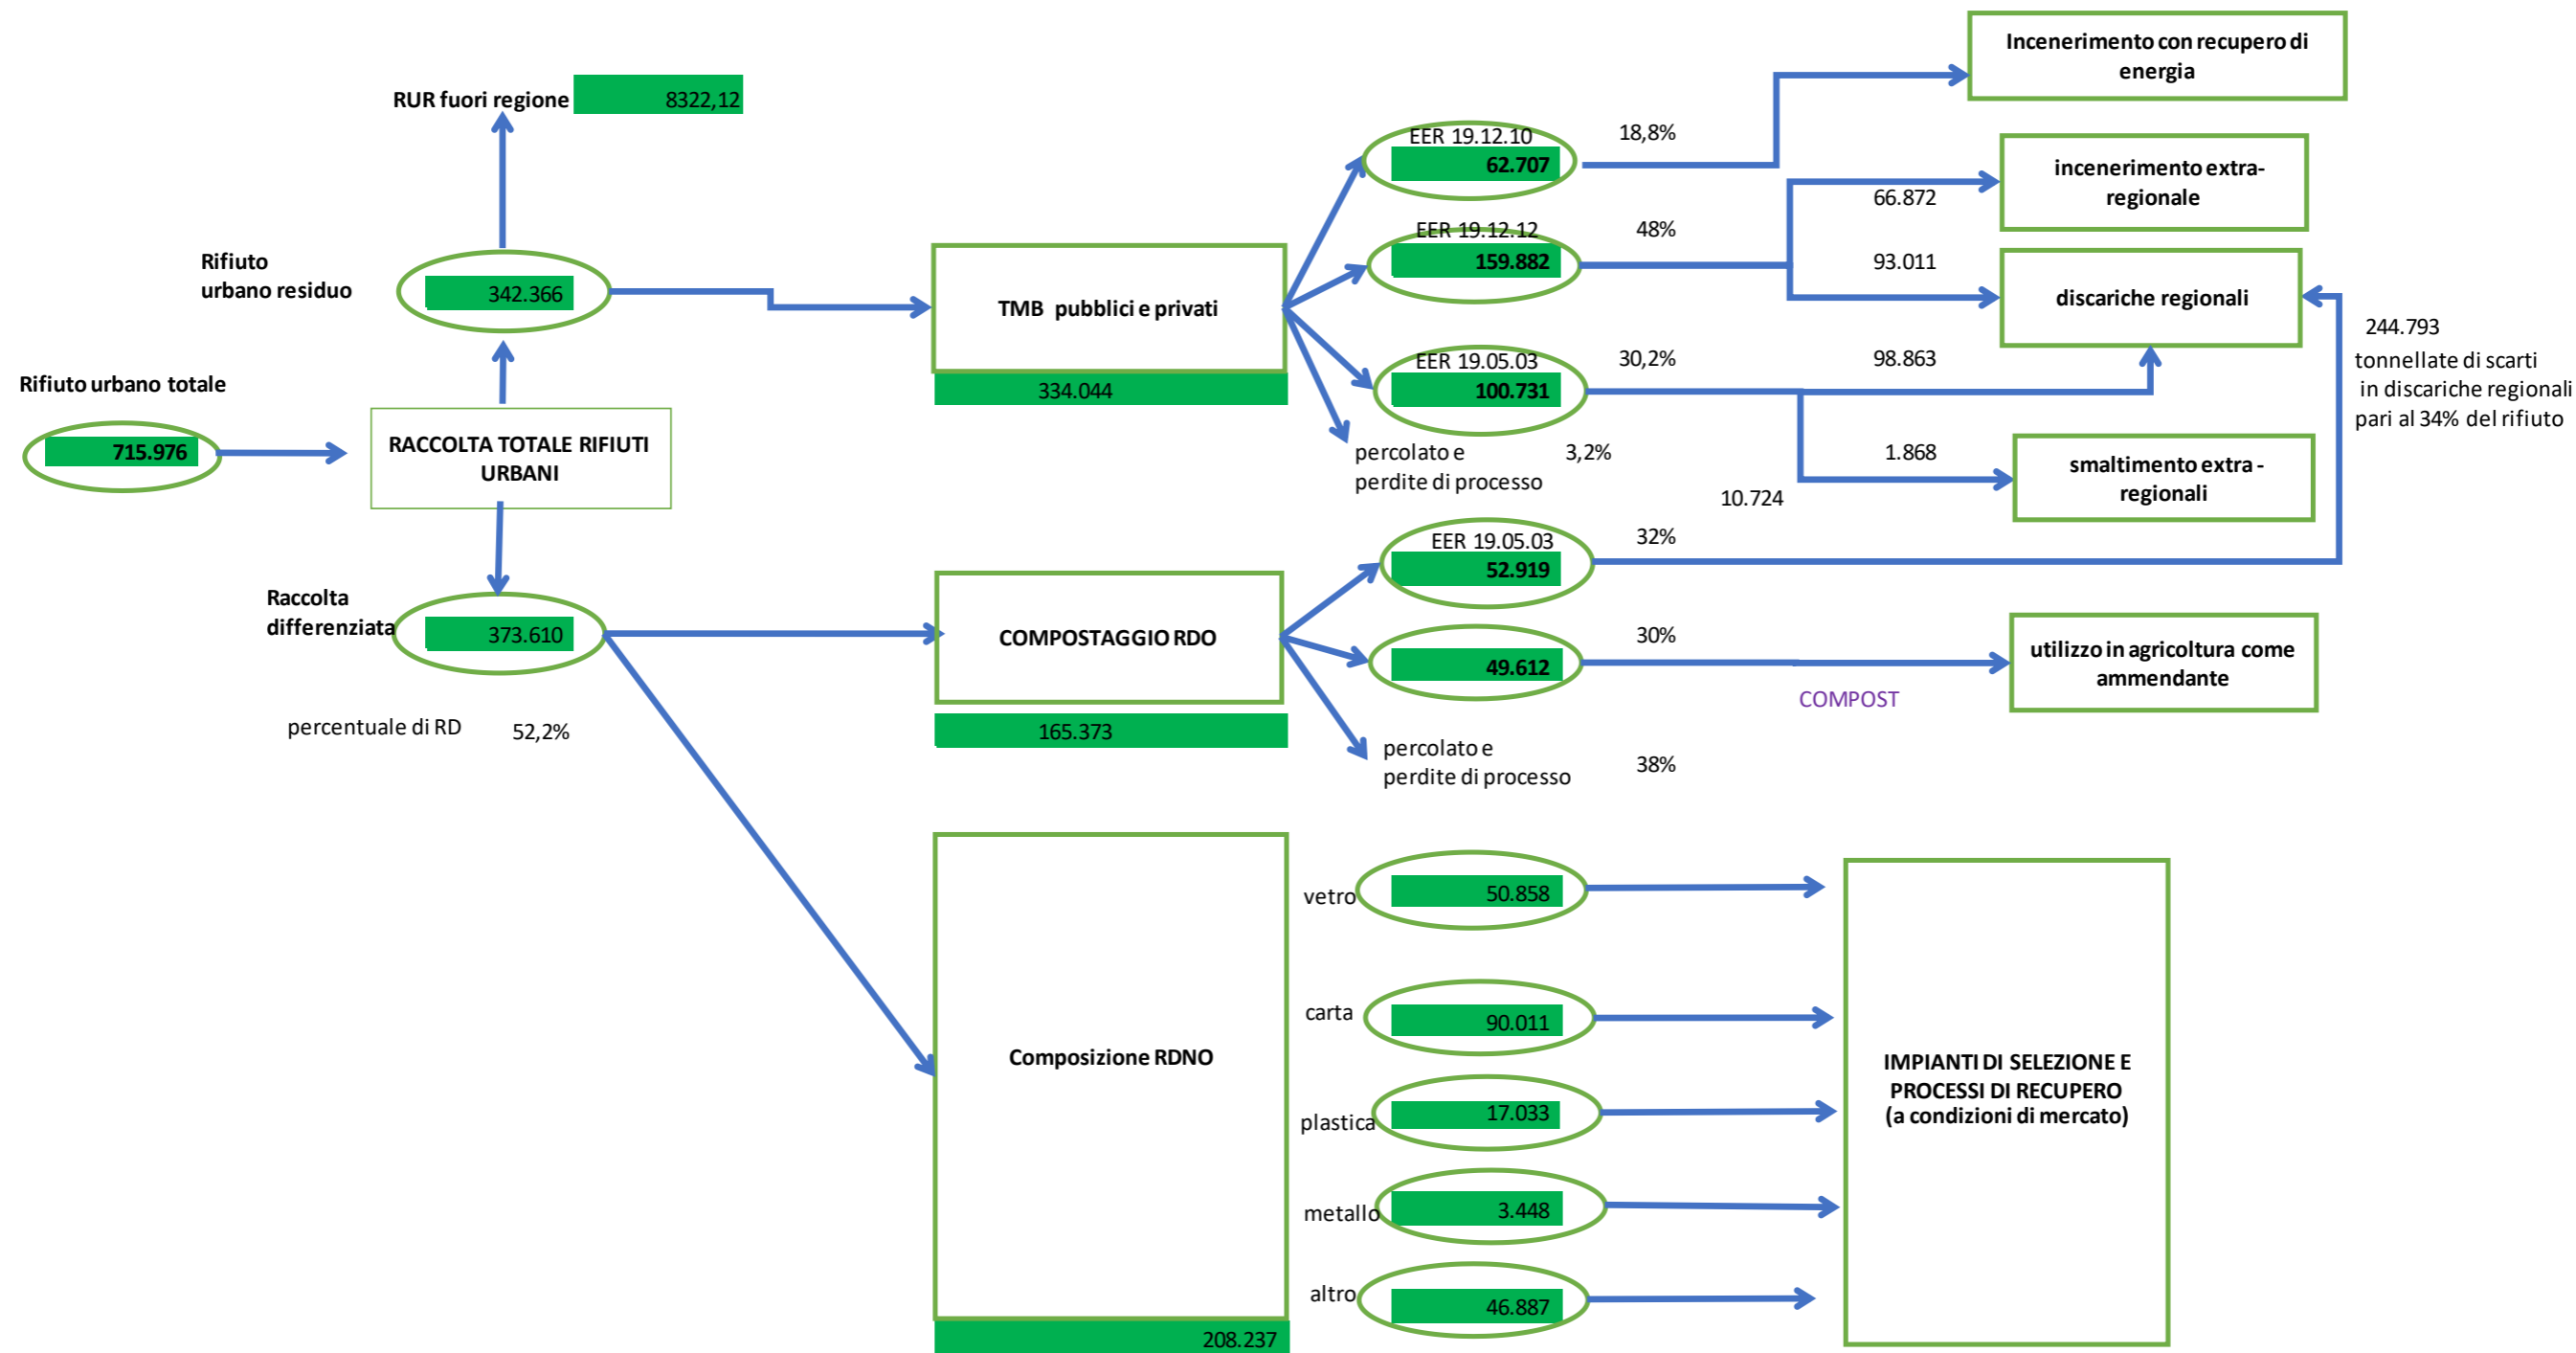 Incenerimento con recupero di
energia
RUR fuori regione
8322,12
EER 19.12.10
62.707
18,8%
incenerimento extra-
regionale
66.872
EER 19.12.12
159.882
48%
93.011
Rifiuto
urbano residuo
342.366
TMB pubblici e privati
334.044
discariche regionali
244.793
tonnellate di scarti
in discariche regionali
pari al 34% del rifiuto
EER 19.05.03
100.731
30,2%
98.863
Rifiuto urbano totale
715.976
RACCOLTA TOTALE RIFIUTI
URBANI
percolato e
perdite di processo
3,2%
10.724
1.868
smaltimento extra -
regionali
EER 19.05.03
52.919
32%
Raccolta
differenziata
373.610
COMPOSTAGGIO RDO
165.373
49.612
30%
COMPOST
utilizzo in agricoltura come
ammendante
percentuale di RD
52,2%
percolato e
perdite di processo
38%
Composizione RDNO
208.237
vetro
50.858
carta
90.011
plastica
17.033
metallo
3.448
altro
46.887
IMPIANTI DI SELEZIONE E
PROCESSI DI RECUPERO
(a condizioni di mercato)